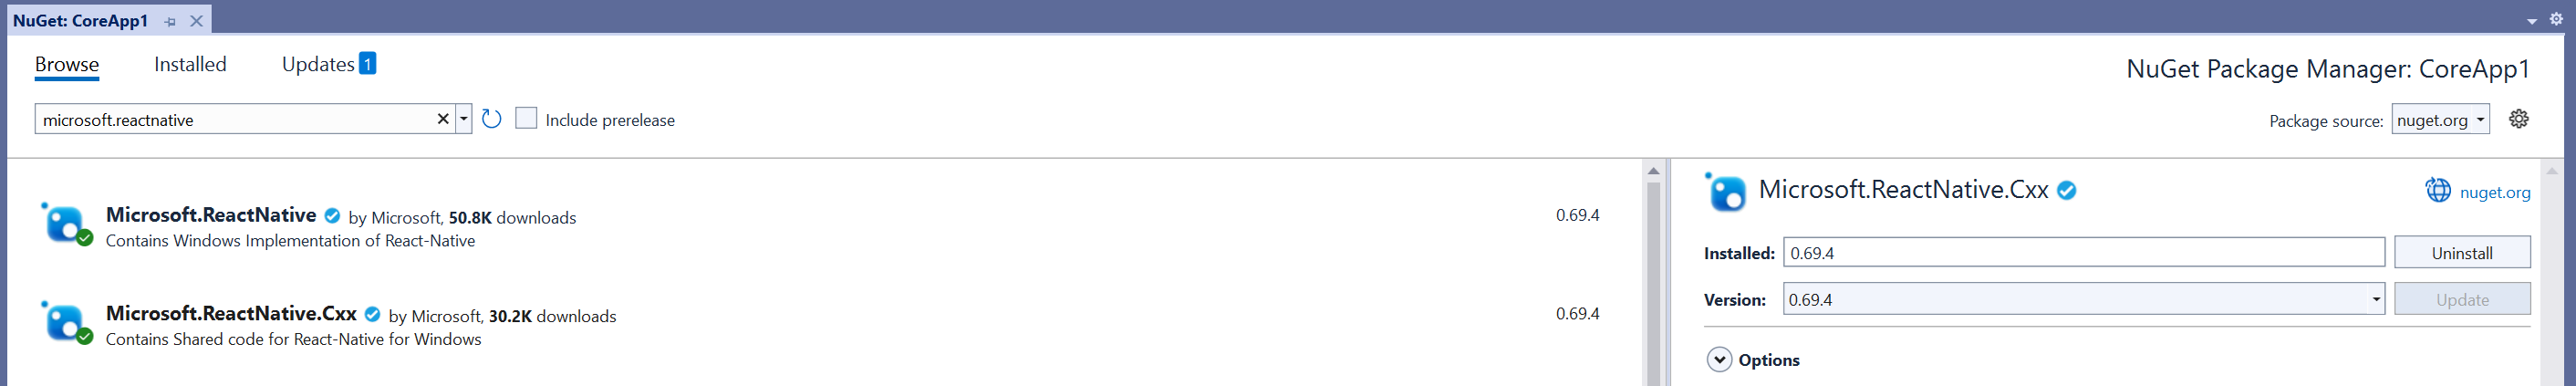 NuGet: CoreApp1
Browse Installed Updates 1
NuGet Package Manager: CoreApp1
microsoft.reactnative
Include prerelease
Package source: nuget.org
Microsoft.ReactNative by Microsoft, 50.8K downloads 0.69.4
Contains Windows Implementation of React-Native
Microsoft.ReactNative.Cxx by Microsoft, 30.2K downloads 0.69.4
Contains Shared code for React-Native for Windows
Microsoft.ReactNative.Cxx nuget.org
Installed: 0.69.4 Uninstall
Version: 0.69.4 Update
Options